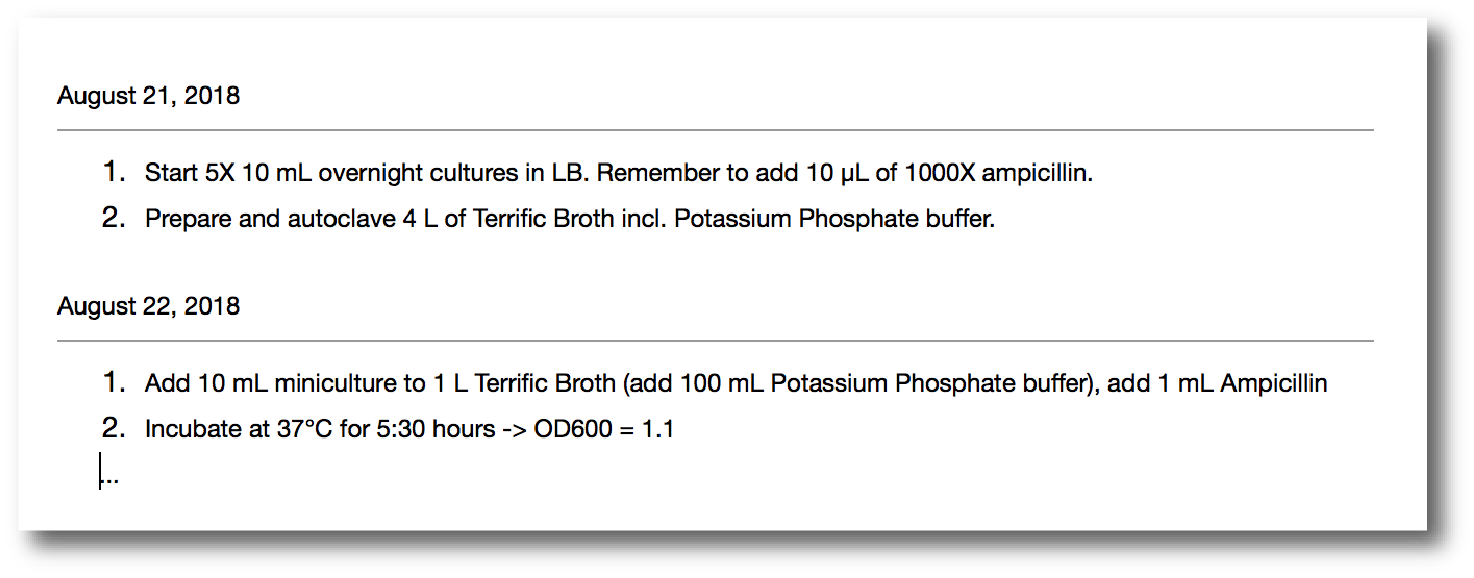 August 21, 2018
1. Start 5X 10 mL overnight cultures in LB. Remember to add 10 µL of 1000X ampicillin.
2. Prepare and autoclave 4 L of Terrific Broth incl. Potassium Phosphate buffer.
August 22, 2018
1. Add 10 mL miniculture to 1 L Terrific Broth (add 100 mL Potassium Phosphate buffer), add 1 mL Ampicillin
2. Incubate at 37°C for 5:30 hours -> OD600 = 1.1
...